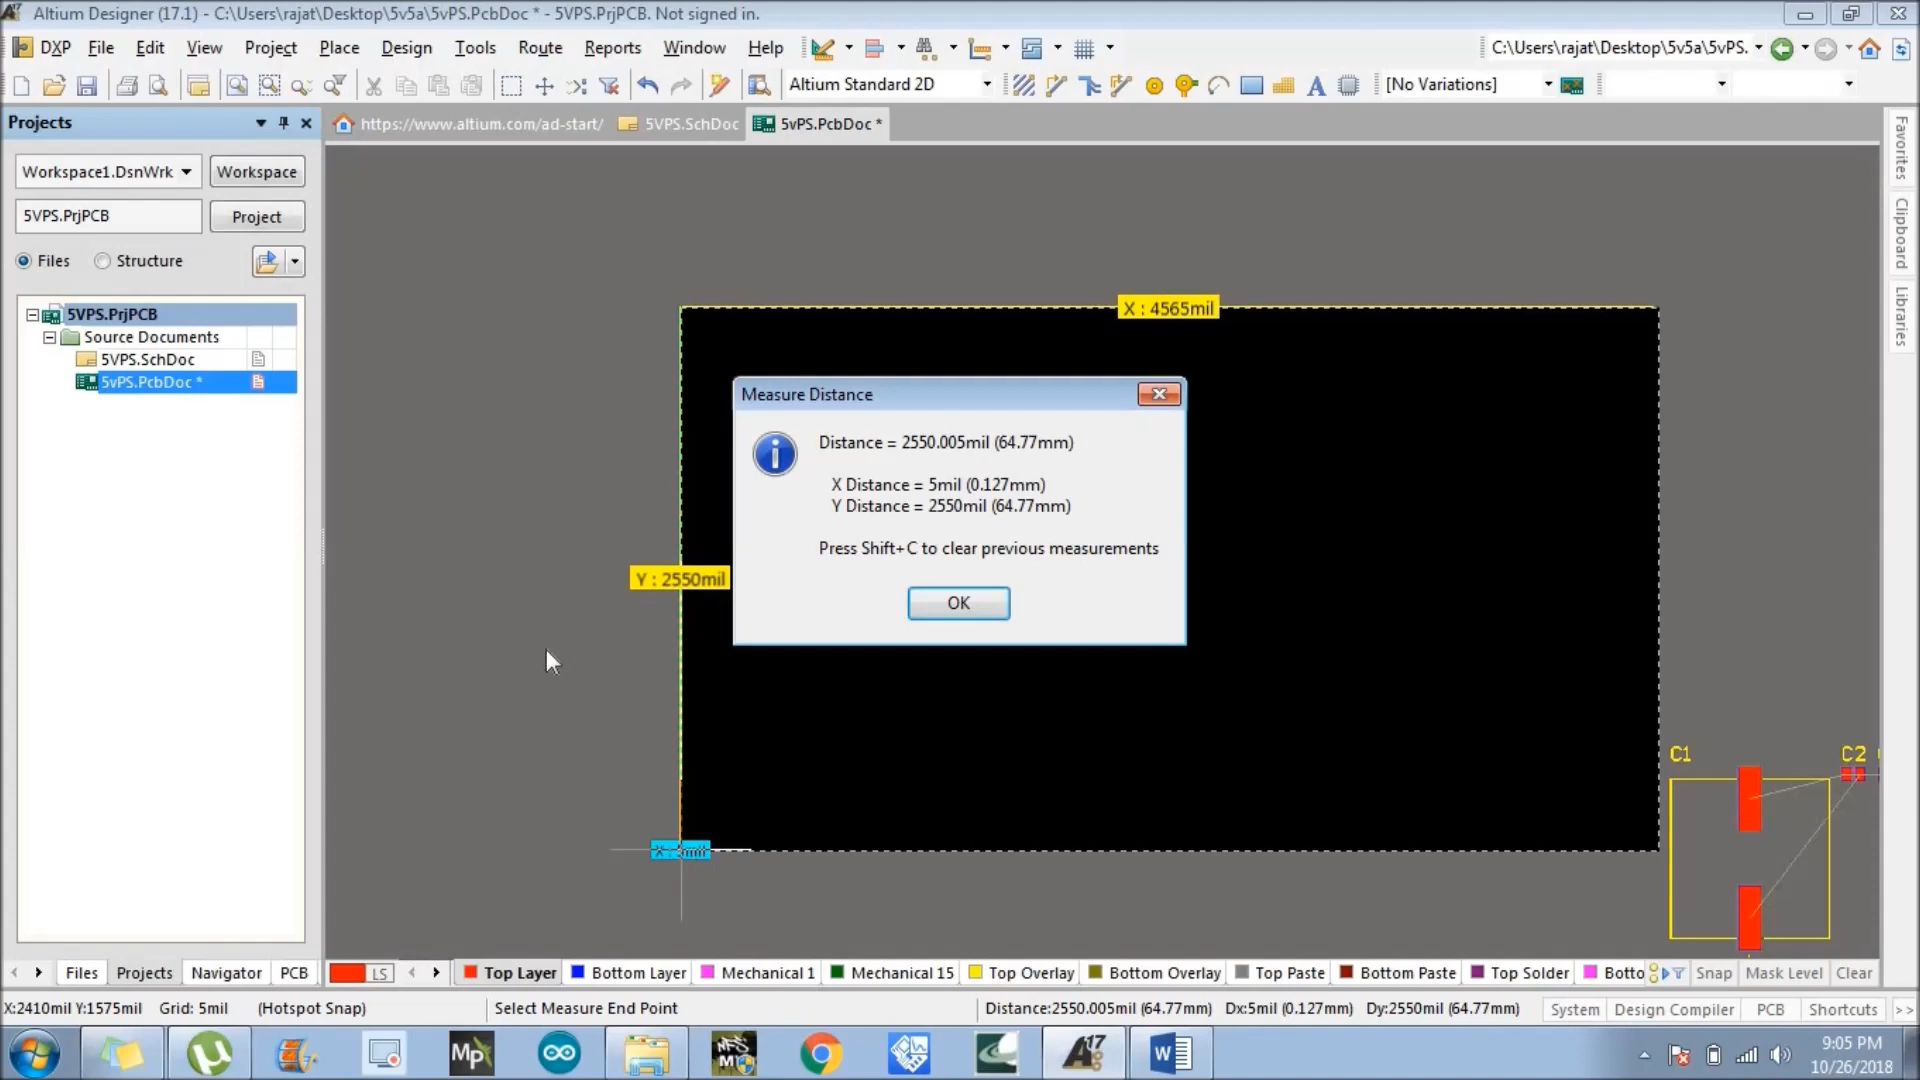 Altium Designer (17.1) - C:\Users\rajat\Desktop\5v5a\5vPS.PcbDoc * - 5VPS.PrjPCB. Not signed in.
DXP File Edit View Project Place Design Tools Route Reports Window Help C:\Users\rajat\Desktop\5v5a\5vPS.
Altium Standard 2D A [No Variations]
Projects https://www.altium.com/ad-start/ 5VPS.SchDoc 5vPS.PcbDoc *
Workspace1.DsnWrk Workspace
5VPS.PrjPCB Project
Files Structure
5VPS.PrjPCB
Source Documents
5VPS.SchDoc
5vPS.PcbDoc *
X : 4565mil
Measure Distance
Distance = 2550.005mil (64.77mm)
X Distance = 5mil (0.127mm)
Y Distance = 2550mil (64.77mm)
Press Shift+C to clear previous measurements
OK
Y : 2550mil
C1 C2
Favorites
Clipboard
Libraries
Files Projects Navigator PCB LS Top Layer Bottom Layer Mechanical 1 Mechanical 15 Top Overlay Bottom Overlay Top Paste Bottom Paste Top Solder Botto Snap Mask Level Clear
X:2410mil Y:1575mil Grid: 5mil (Hotspot Snap) Select Measure End Point Distance:2550.005mil (64.77mm) Dx:5mil (0.127mm) Dy:2550mil (64.77mm) System Design Compiler PCB Shortcuts >>
9:05 PM
10/26/2018